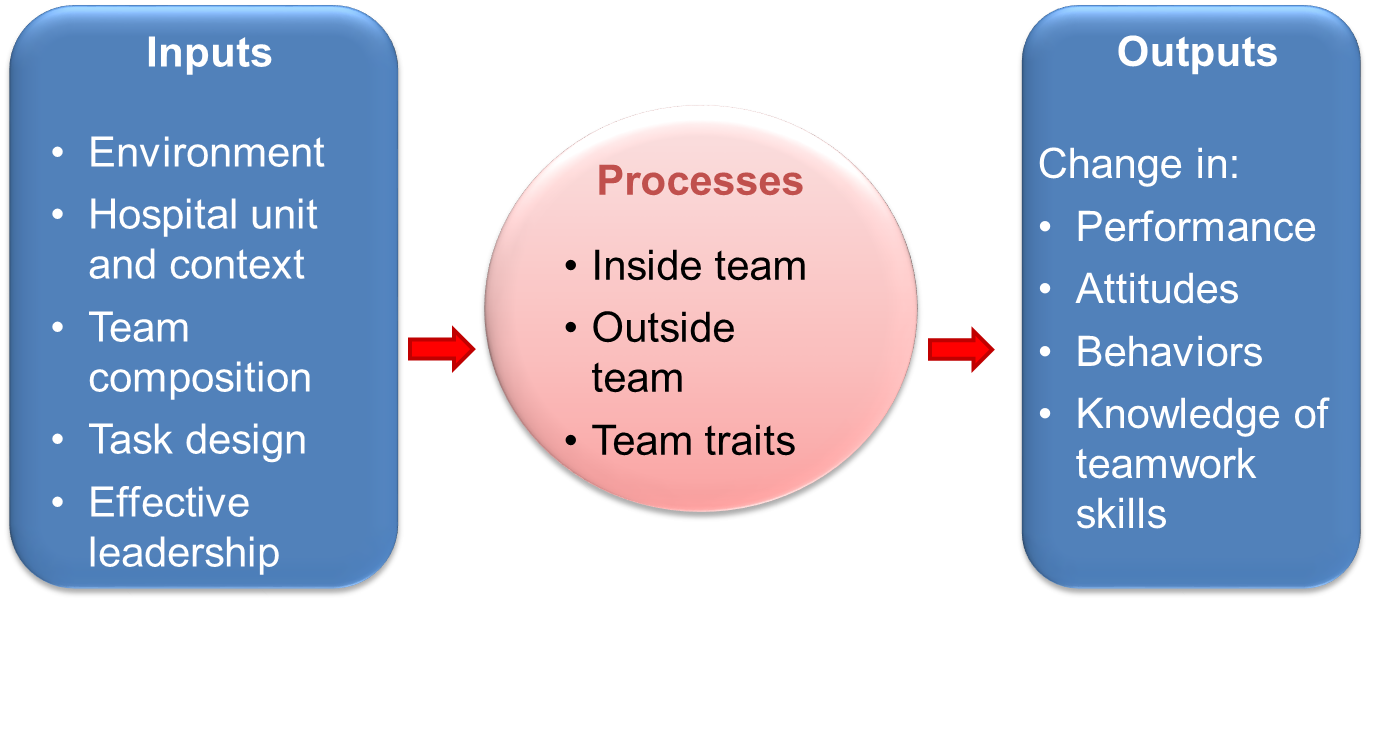 Inputs
• Environment
• Hospital unit
and context
• Team
composition
• Task design
• Effective
leadership
Processes
• Inside team
• Outside
team
• Team traits
Outputs
Change in:
• Performance
• Attitudes
• Behaviors
• Knowledge of
teamwork
skills